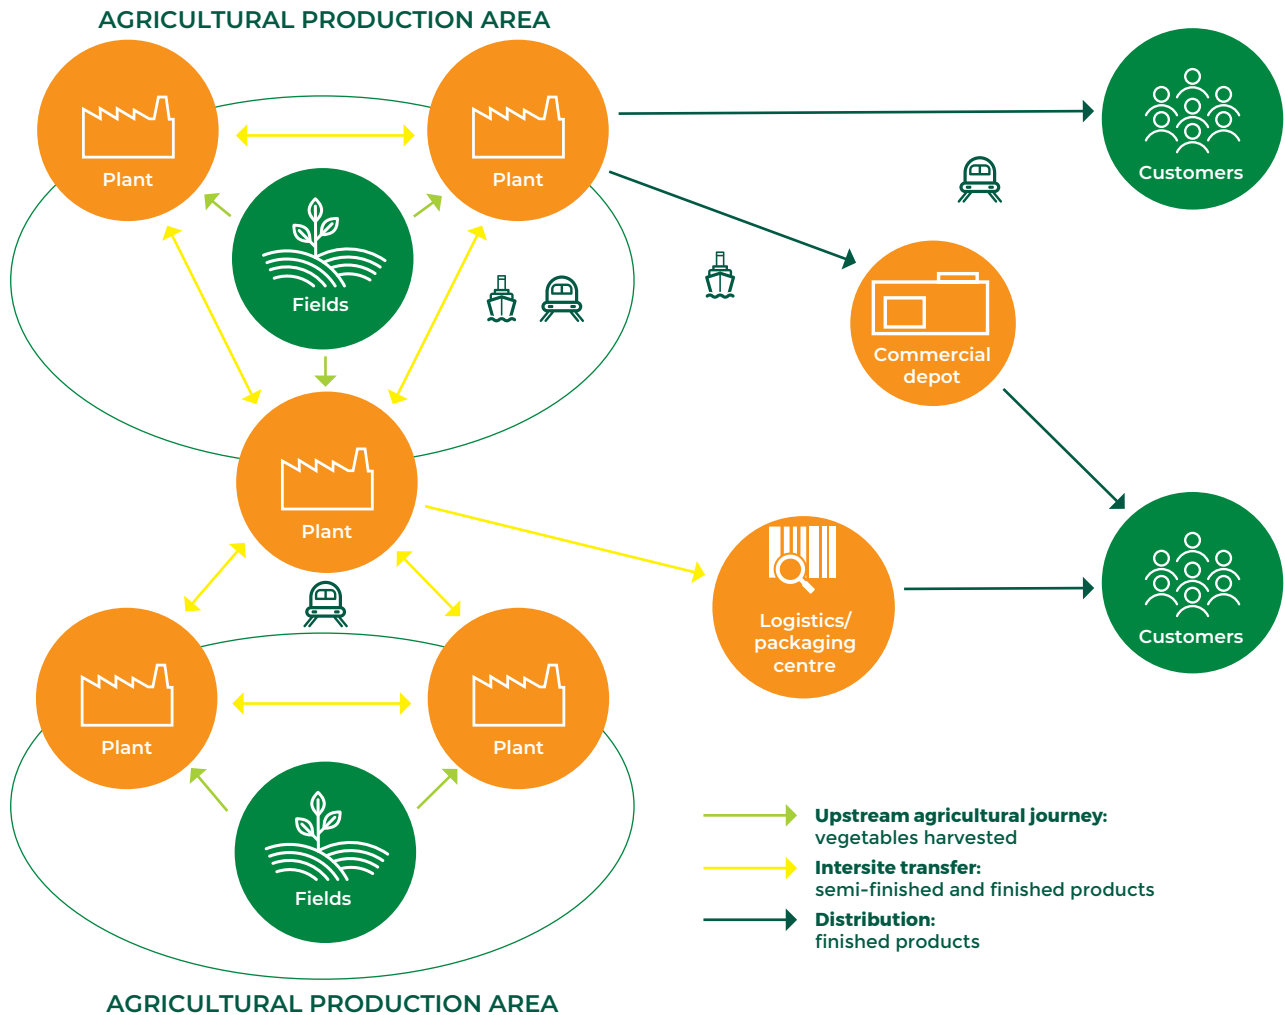 AGRICULTURAL PRODUCTION AREA
Plant
Plant
Customers
Fields
Commercial
depot
Plant
Logistics/
packaging
centre
Customers
Plant
Plant
Fields
Upstream agricultural journey:
vegetables harvested
Intersite transfer:
semi-finished and finished products
Distribution:
finished products
AGRICULTURAL PRODUCTION AREA